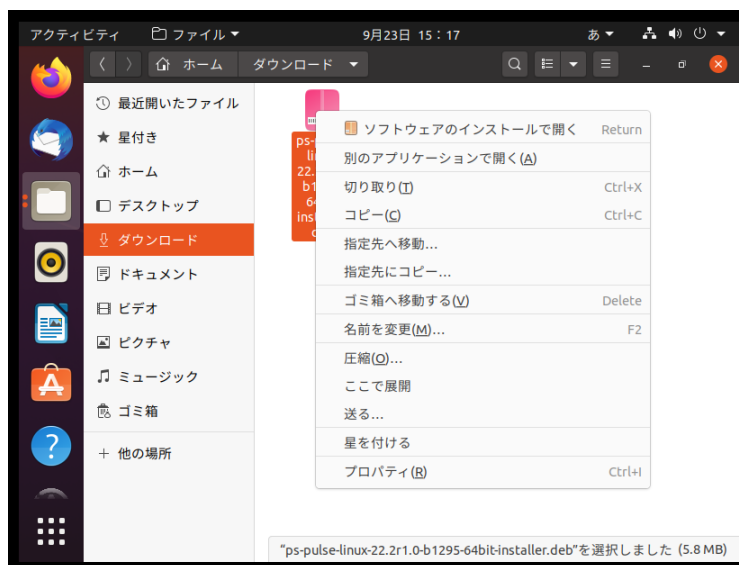 アクティビティ ファイル 9月23日 15:17 あ
ホーム ダウンロード
最近開いたファイル
星付き
ホーム
デスクトップ
ダウンロード
ドキュメント
ビデオ
ピクチャ
ミュージック
ゴミ箱
+ 他の場所
ソフトウェアのインストールで開く Return
別のアプリケーションで開く(A)
切り取り(T) Ctrl+X
コピー(C) Ctrl+C
指定先へ移動...
指定先にコピー...
ゴミ箱へ移動する(V) Delete
名前を変更(M)... F2
圧縮(O)...
ここで展開
送る...
星を付ける
プロパティ(R) Ctrl+I
"ps-pulse-linux-22.2r1.0-b1295-64bit-installer.deb"を選択しました (5.8 MB)